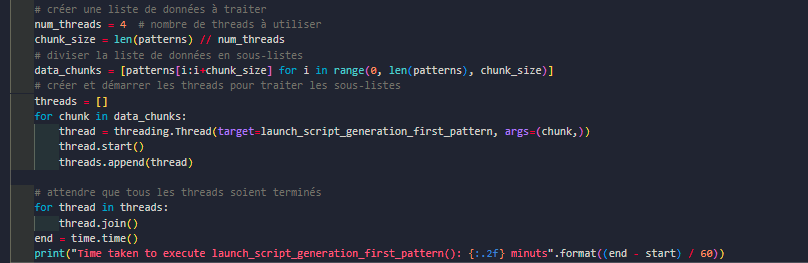 # créer une liste de données à traiter
num_threads = 4  # nombre de threads à utiliser
chunk_size = len(patterns) // num_threads
# diviser la liste de données en sous-listes
data_chunks = [patterns[i:i+chunk_size] for i in range(0, len(patterns), chunk_size)]
# créer et démarrer les threads pour traiter les sous-listes
threads = []
for chunk in data_chunks:
    thread = threading.Thread(target=launch_script_generation_first_pattern, args=(chunk,))
    thread.start()
    threads.append(thread)

# attendre que tous les threads soient terminés
for thread in threads:
    thread.join()
end = time.time()
print("Time taken to execute launch_script_generation_first_pattern(): {:.2f} minuts".format((end - start) / 60))